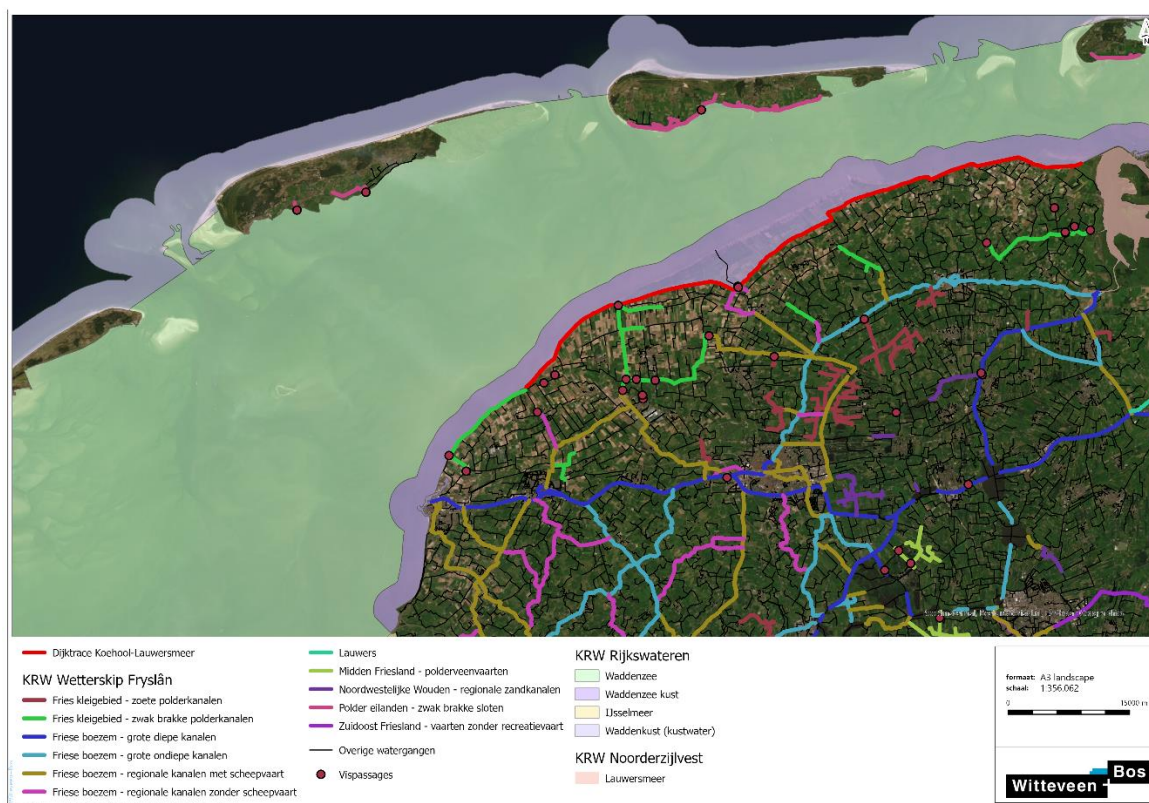 N
Dijktrace Koehool-Lauwersmeer
KRW Wetterskip Fryslân
Fries kleigebied - zoete polderkanalen
Fries kleigebied - zwak brakke polderkanalen
Friese boezem - grote diepe kanalen
Friese boezem - grote ondiepe kanalen
Friese boezem - regionale kanalen met scheepvaart
Friese boezem - regionale kanalen zonder scheepvaart
Lauwers
Midden Friesland - polderveenvaarten
Noordwestelijke Wouden - regionale zandkanalen
Polder eilanden - zwak brakke sloten
Zuidoost Friesland - vaarten zonder recreatievaart
Overige watergangen
Vispassages
KRW Rijkswateren
Waddenzee
Waddenzee kust
IJsselmeer
Waddenkust (kustwater)
KRW Noorderzijlvest
Lauwersmeer
formaat: A3 landscape
schaal: 1:356.062
0 15000 m
Witteveen + Bos